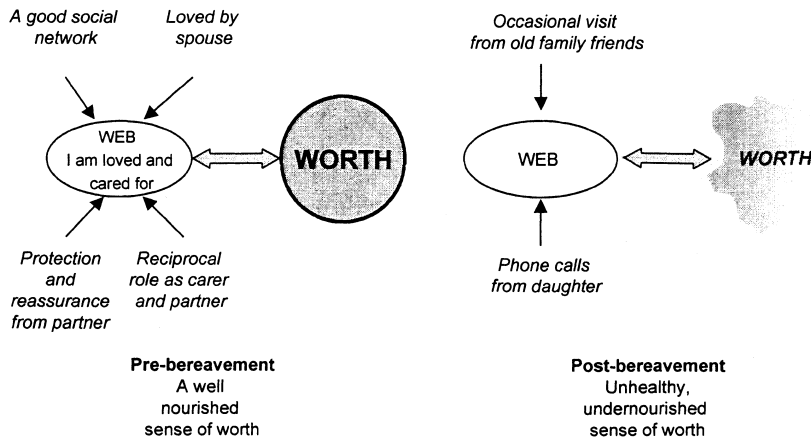 A good social
network
Loved by
spouse
WEB
I am loved and
cared for
WORTH
Protection
and
reassurance
from partner
Reciprocal
role as carer
and partner
Pre-bereavement
A well
nourished
sense of worth
Occasional visit
from old family friends
WEB
WORTH
Phone calls
from daughter
Post-bereavement
Unhealthy,
undernourished
sense of worth